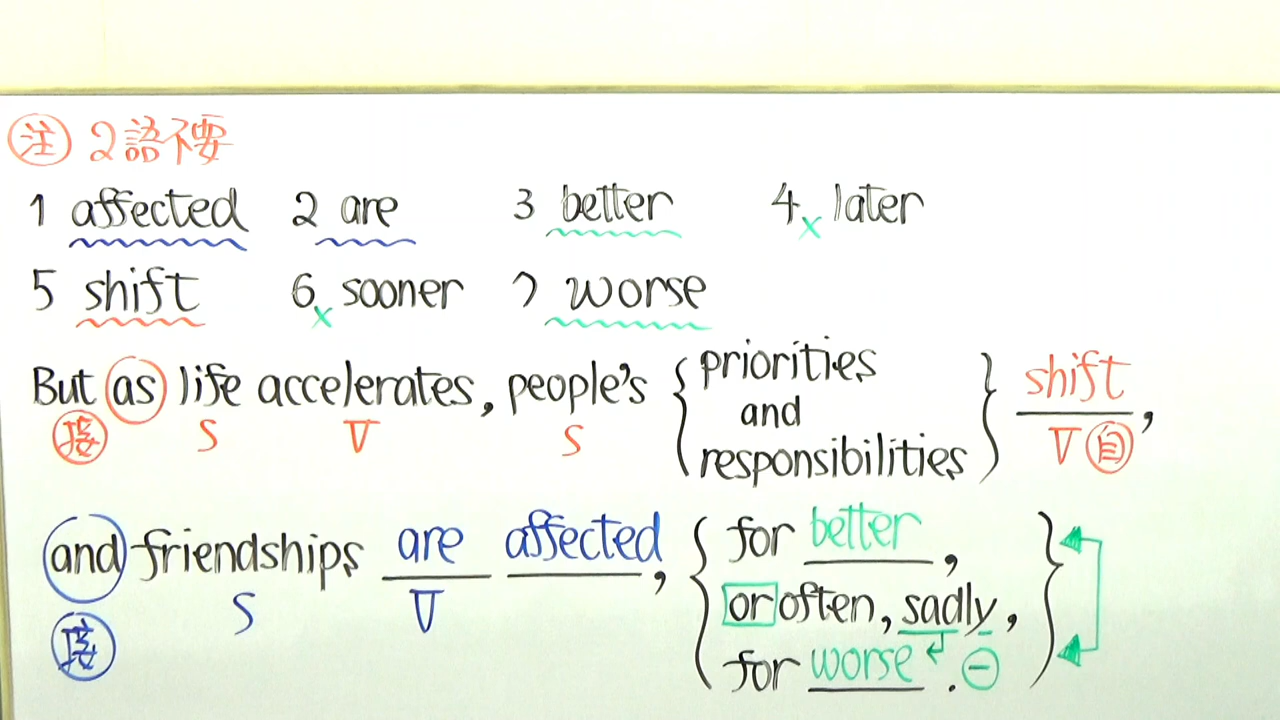 注 2語不要
1 affected 2 are 3 better 4 later
x
5 shift 6 sooner 7 worse
x
priorities
But as life accelerates, people's { and } shift,
responsibilities
接 S V S V 自
for better,
and friendships are affected, { or often, sadly, }
for worse. −
S V
接